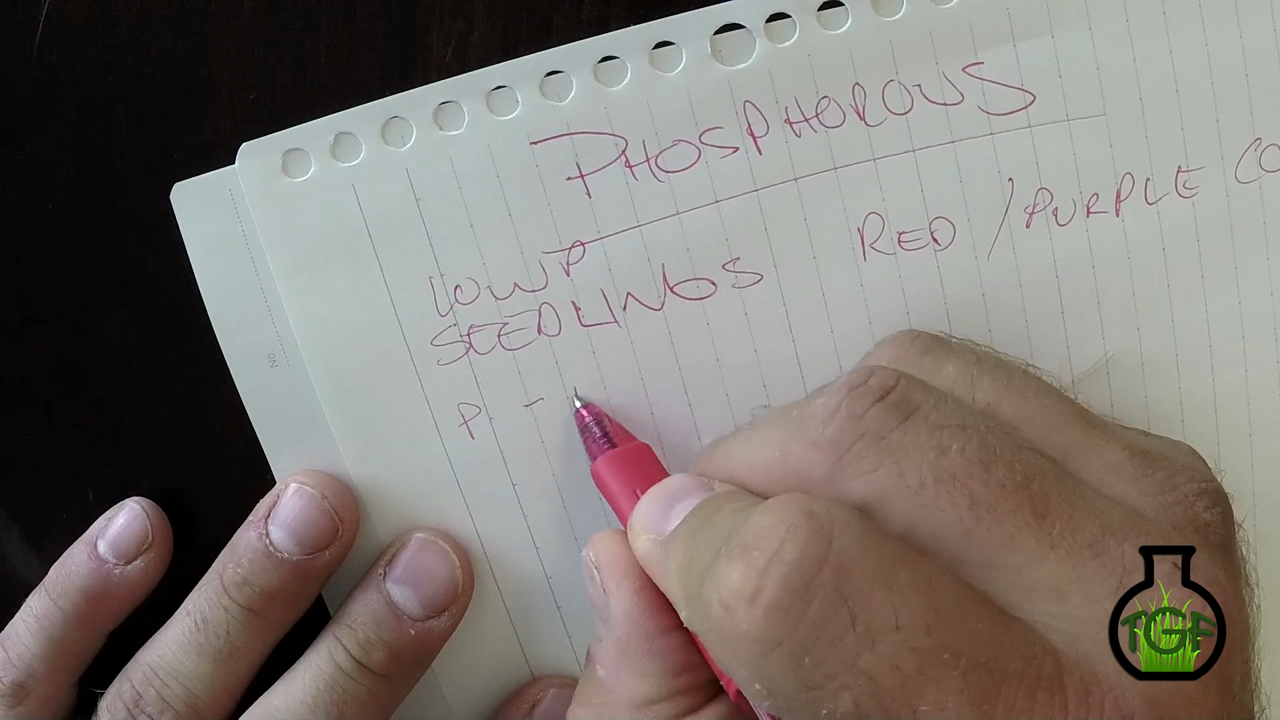 PHOSPHOROUS
LOW P RED / PURPLE CO
SEEDLINGS
P -
No
TGF